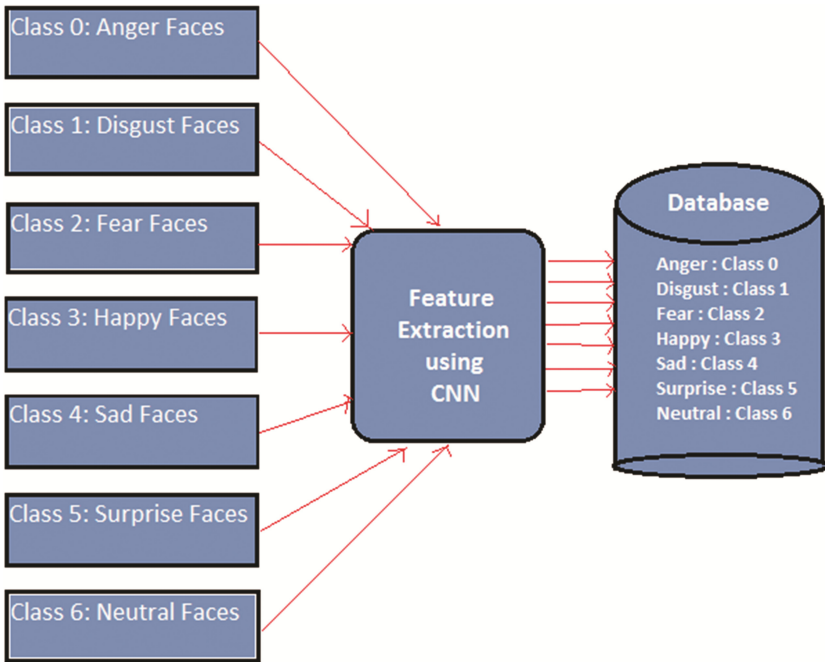 Class 0: Anger Faces
Class 1: Disgust Faces
Class 2: Fear Faces
Class 3: Happy Faces
Class 4: Sad Faces
Class 5: Surprise Faces
Class 6: Neutral Faces
Feature
Extraction
using
CNN
Database
Anger : Class 0
Disgust : Class 1
Fear : Class 2
Happy : Class 3
Sad : Class 4
Surprise : Class 5
Neutral : Class 6